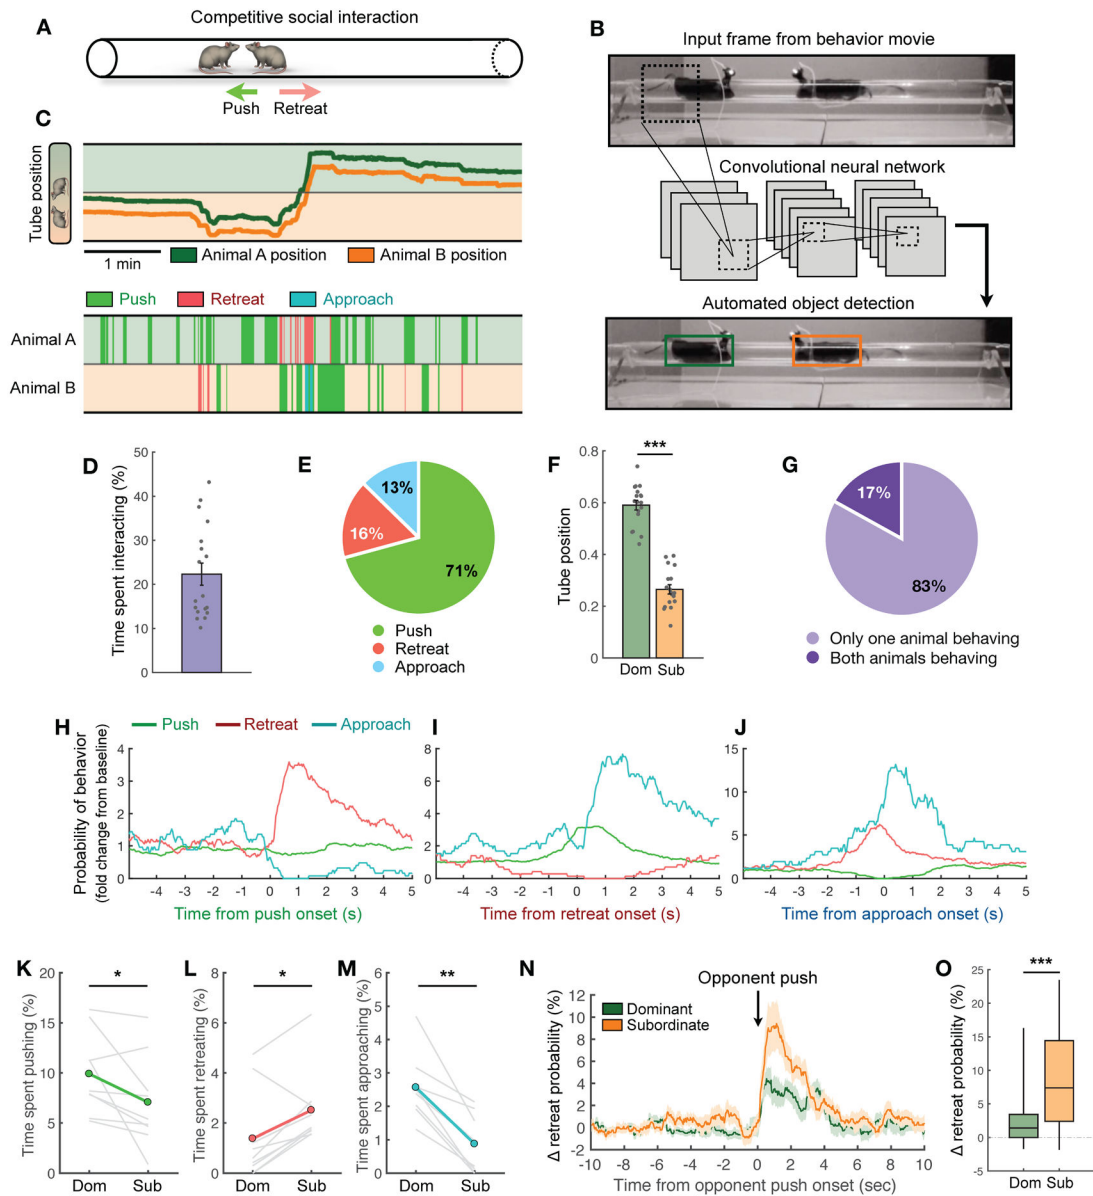 A
Competitive social interaction
Push
Retreat
B
Input frame from behavior movie
Convolutional neural network
Automated object detection
C
Tube position
1 min
Animal A position
Animal B position
Push
Retreat
Approach
Animal A
Animal B
D
Time spent interacting (%)
50
40
30
20
10
0
E
13%
16%
71%
Push
Retreat
Approach
F
***
Tube position
0.8
0.6
0.4
0.2
0
Dom Sub
G
17%
83%
Only one animal behaving
Both animals behaving
H
Push
Retreat
Approach
Probability of behavior
(fold change from baseline)
4
3
2
1
0
-4 -3 -2 -1 0 1 2 3 4 5
Time from push onset (s)
I
8
6
4
2
0
-4 -3 -2 -1 0 1 2 3 4 5
Time from retreat onset (s)
J
15
10
5
0
-4 -3 -2 -1 0 1 2 3 4 5
Time from approach onset (s)
K
*
Time spent pushing (%)
20
15
10
5
0
Dom Sub
L
*
Time spent retreating (%)
8
6
4
2
0
Dom Sub
M
**
Time spent approaching (%)
6
5
4
3
2
1
0
Dom Sub
N
Opponent push
Dominant
Subordinate
Δ retreat probability (%)
12
10
8
6
4
2
0
-2
-4
-10 -8 -6 -4 -2 0 2 4 6 8 10
Time from opponent push onset (sec)
O
***
Δ retreat probability (%)
25
20
15
10
5
0
-5
Dom Sub